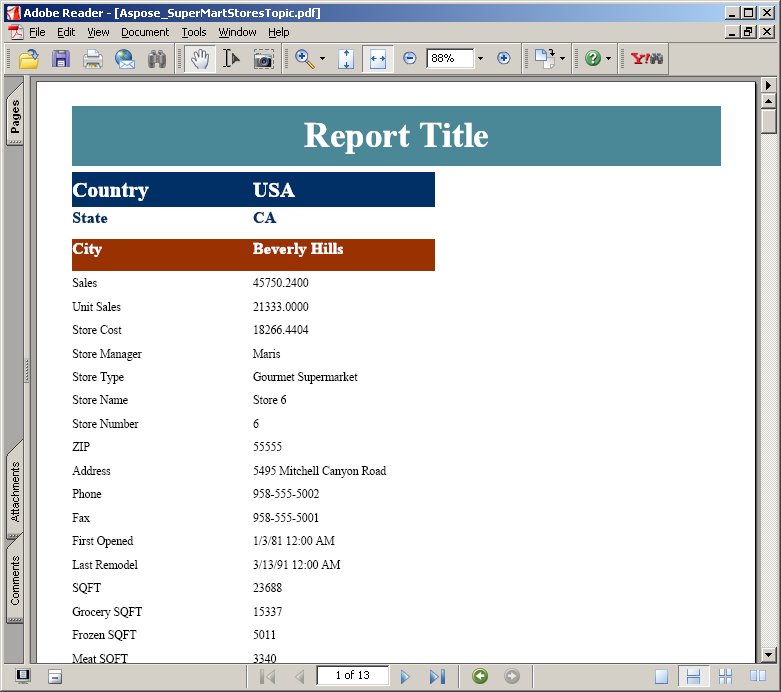 Adobe Reader - [Aspose_SuperMartStoresTopic.pdf]
File Edit View Document Tools Window Help
88%
Y!
Pages
Attachments
Comments
Report Title
Country USA
State CA
City Beverly Hills
Sales 45750.2400
Unit Sales 21333.0000
Store Cost 18266.4404
Store Manager Maris
Store Type Gourmet Supermarket
Store Name Store 6
Store Number 6
ZIP 55555
Address 5495 Mitchell Canyon Road
Phone 958-555-5002
Fax 958-555-5001
First Opened 1/3/81 12:00 AM
Last Remodel 3/13/91 12:00 AM
SQFT 23688
Grocery SQFT 15337
Frozen SQFT 5011
Meat SQFT 3340
1 of 13